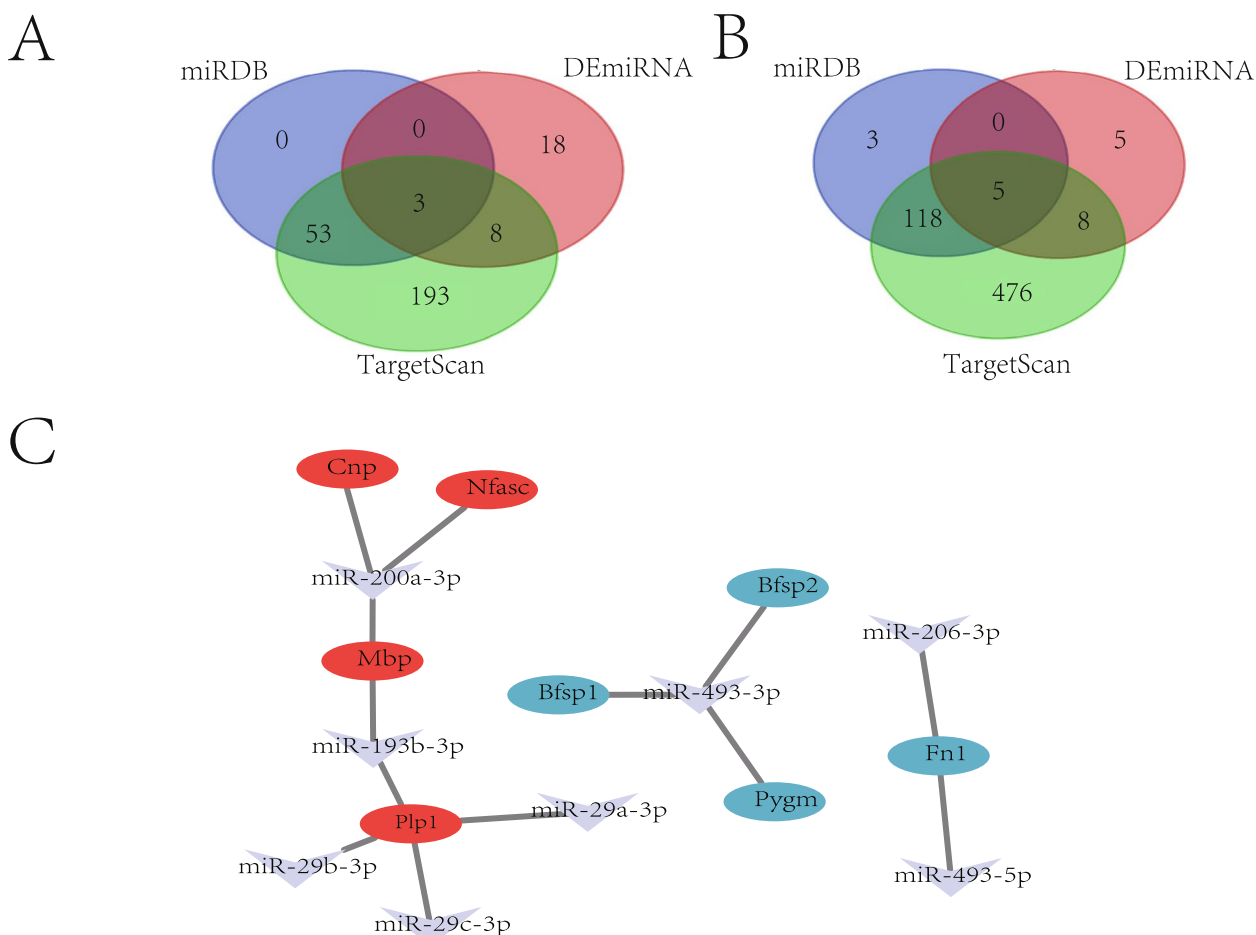 A
B
miRDB
DEmiRNA
0
0
18
3
53
8
193
TargetScan
miRDB
DEmiRNA
3
0
5
5
118
8
476
TargetScan
C
Cnp
Nfasc
miR-200a-3p
Mbp
miR-193b-3p
Plp1
miR-29a-3p
miR-29b-3p
miR-29c-3p
Bfsp2
Bfsp1
miR-493-3p
Pygm
miR-206-3p
Fn1
miR-493-5p